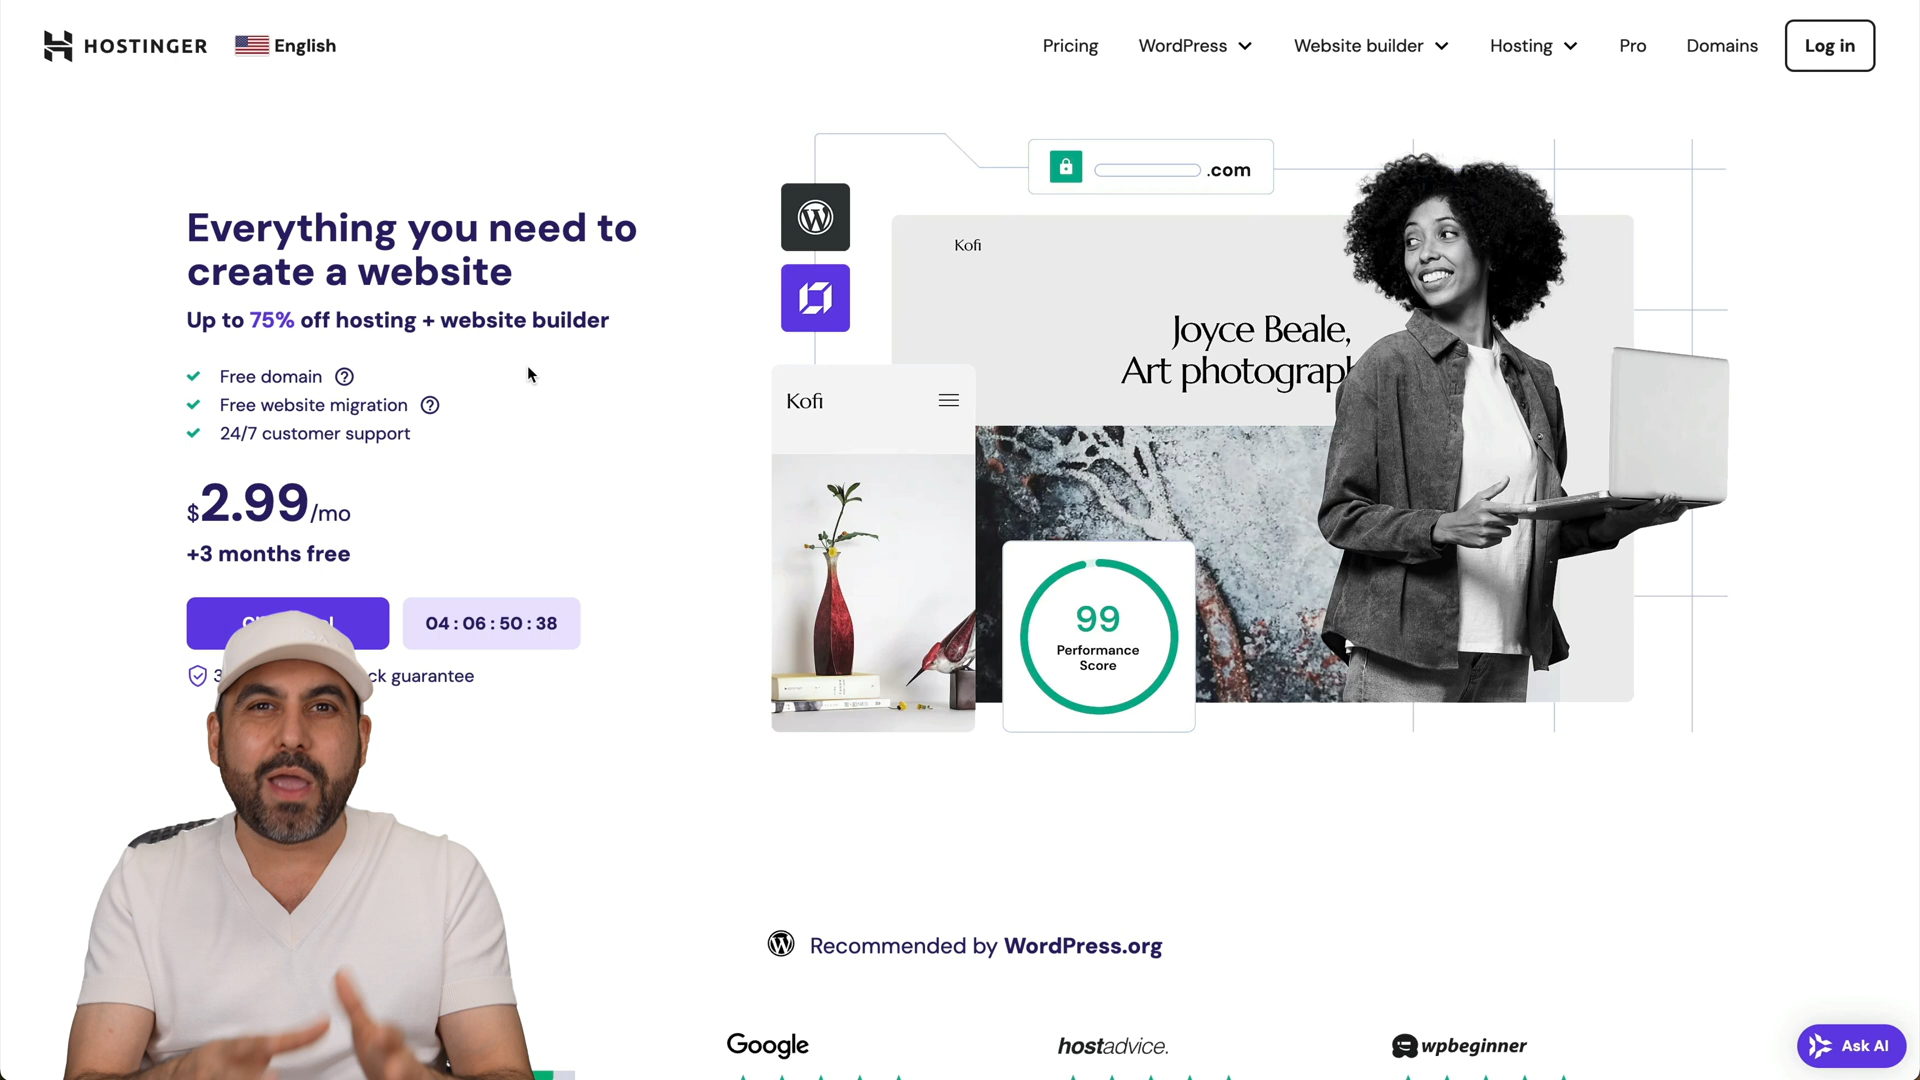 HOSTINGER English
Pricing WordPress Website builder Hosting Pro Domains Log in
.com
Everything you need to
create a website
Up to 75% off hosting + website builder
Free domain
Free website migration
24/7 customer support
$2.99/mo
+3 months free
04 : 06 : 50 : 38
3
ck guarantee
Kofi
Joyce Beale,
Art photograph
Kofi
99
Performance
Score
Recommended by WordPress.org
Google
hostadvice.
wpbeginner
Ask AI